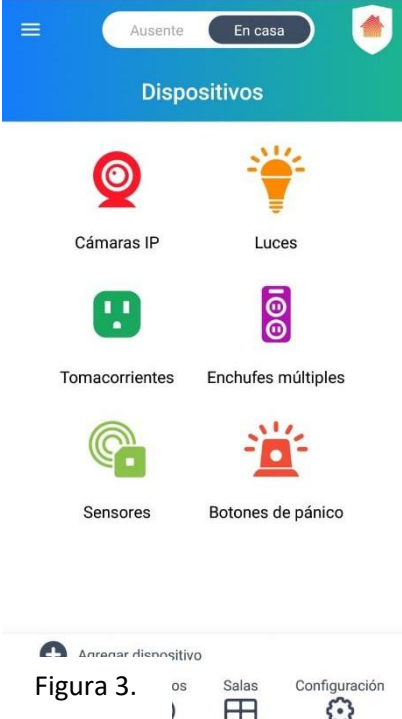 Ausente En casa
Dispositivos
Cámaras IP Luces
Tomacorrientes Enchufes múltiples
Sensores Botones de pánico
Agregar dispositivo
Figura 3. os Salas Configuración